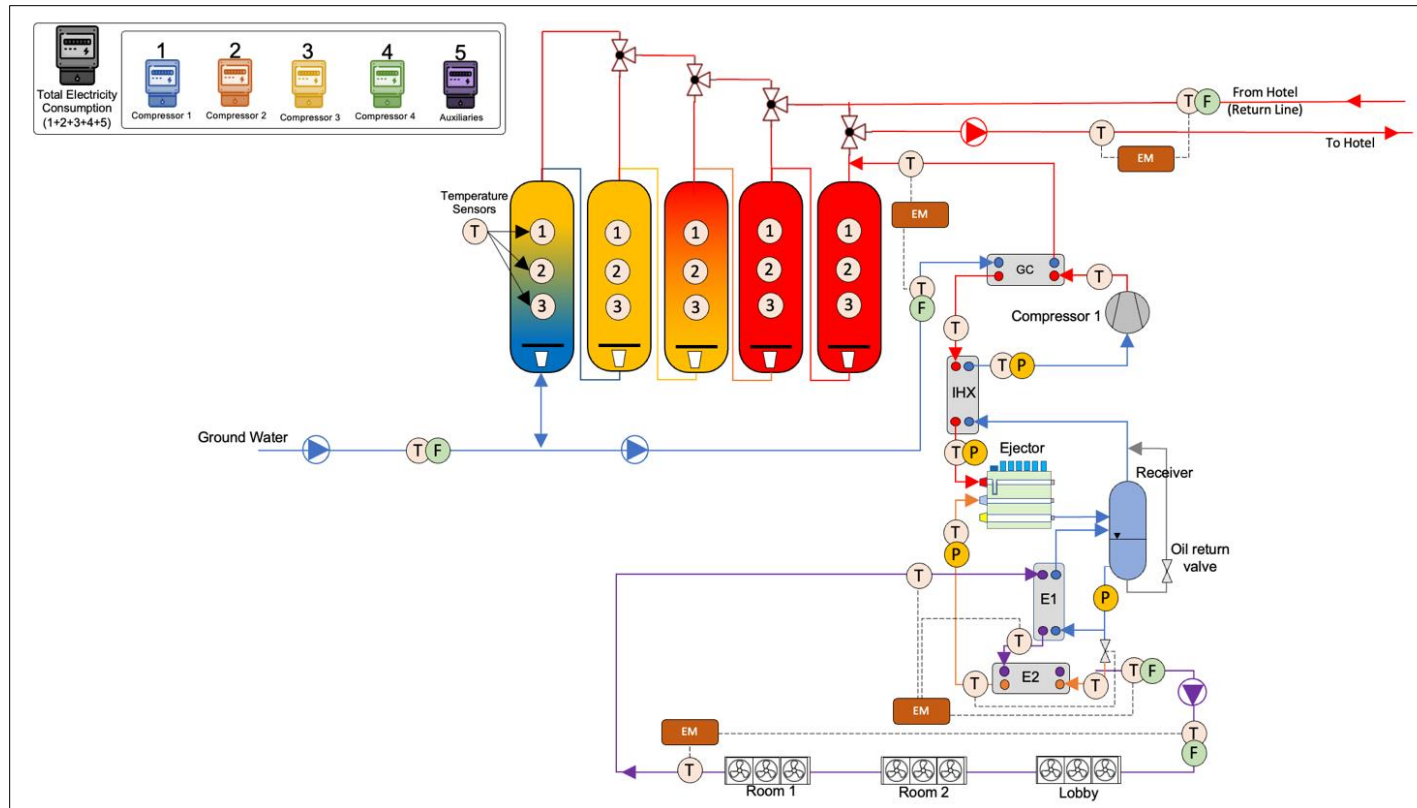 1 2 3 4 5
Total Electricity
Consumption
(1+2+3+4+5)
Compressor 1 Compressor 2 Compressor 3 Compressor 4 Auxiliaries
From Hotel
(Return Line)
T F
To Hotel
T
EM
T
EM
Temperature
Sensors
T
1 1 1 1 1
2 2 2 2 2
3 3 3 3 3
GC
T
T
F
Compressor 1
T
IHX
T P
Ground Water
T F
T P
Ejector
Receiver
T
P
Oil return
valve
T
E1
P
T
E2
T
T
T F
EM
EM
T
F
T
Room 1 Room 2 Lobby